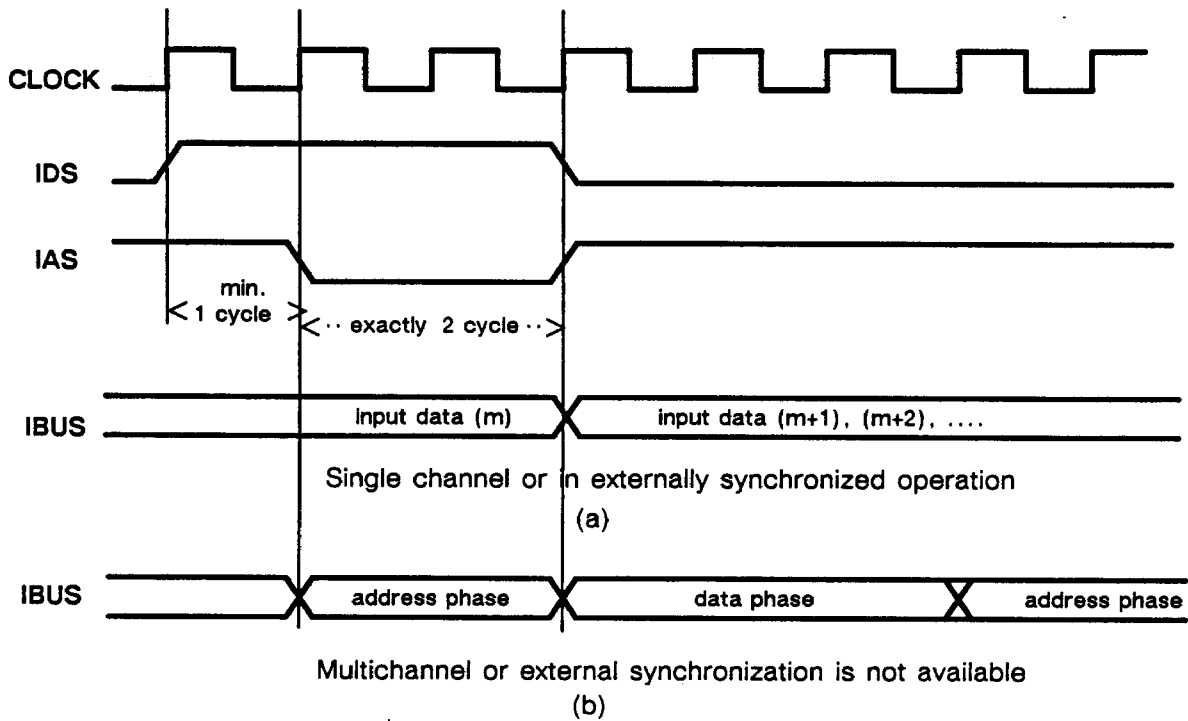 CLOCK
IDS
IAS
min.
1 cycle
·· exactly 2 cycle ··
IBUS
input data (m)
input data (m+1), (m+2), ....
Single channel or in externally synchronized operation
(a)
IBUS
address phase
data phase
address phase
Multichannel or external synchronization is not available
(b)